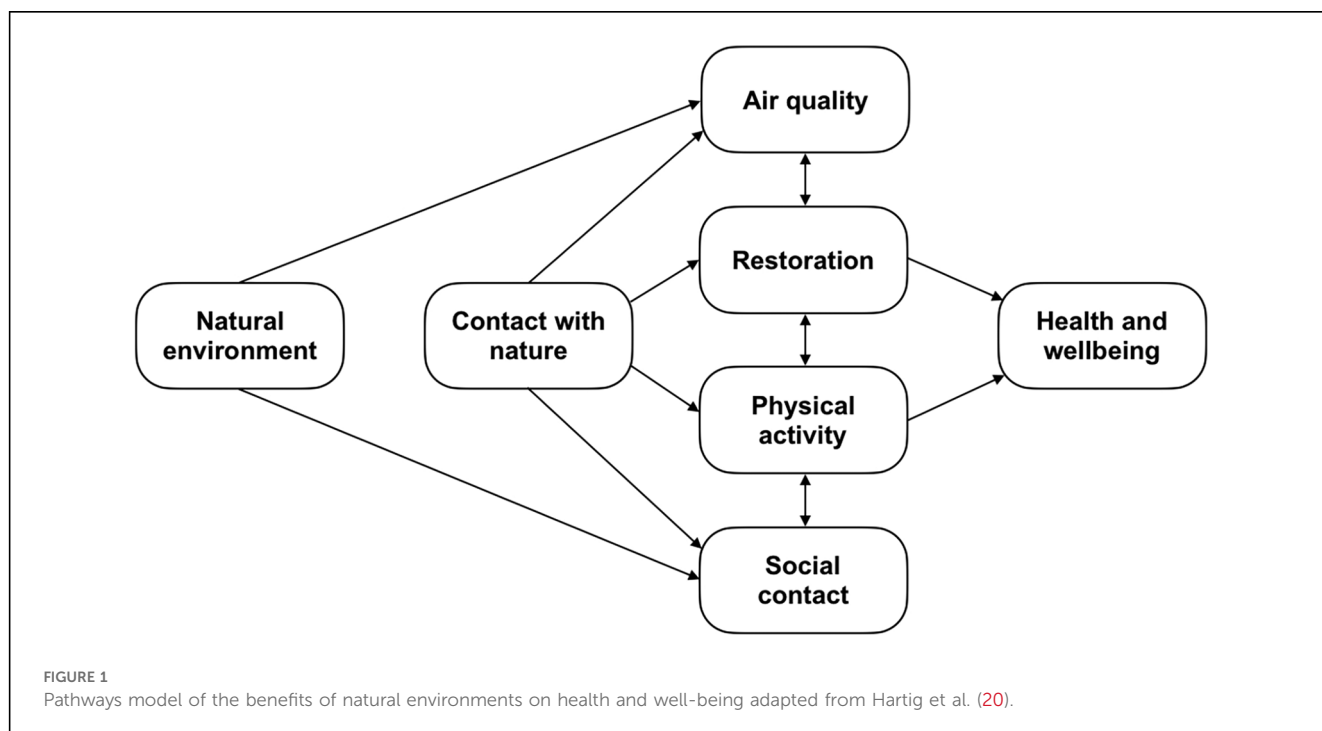 Air quality
Restoration
Natural
environment
Contact with
nature
Health and
wellbeing
Physical
activity
Social
contact
FIGURE 1
Pathways model of the benefits of natural environments on health and well-being adapted from Hartig et al. (20).